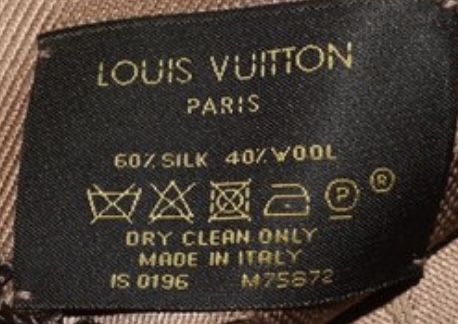 LOUIS VUITTON
PARIS
60% SILK 40% WOOL
P ®
DRY CLEAN ONLY
MADE IN ITALY
IS 0196 M75872